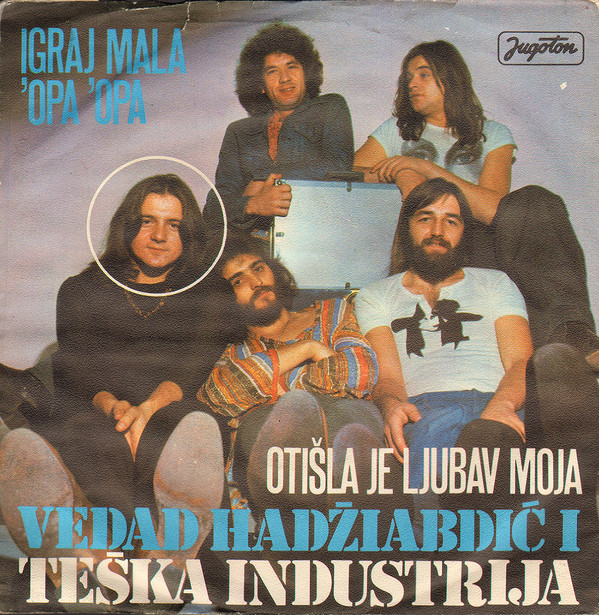 IGRAJ MALA
'OPA 'OPA
Jugoton
OTIŠLA JE LJUBAV MOJA
VEDAD HADŽIABDIĆ I
TEŠKA INDUSTRIJA